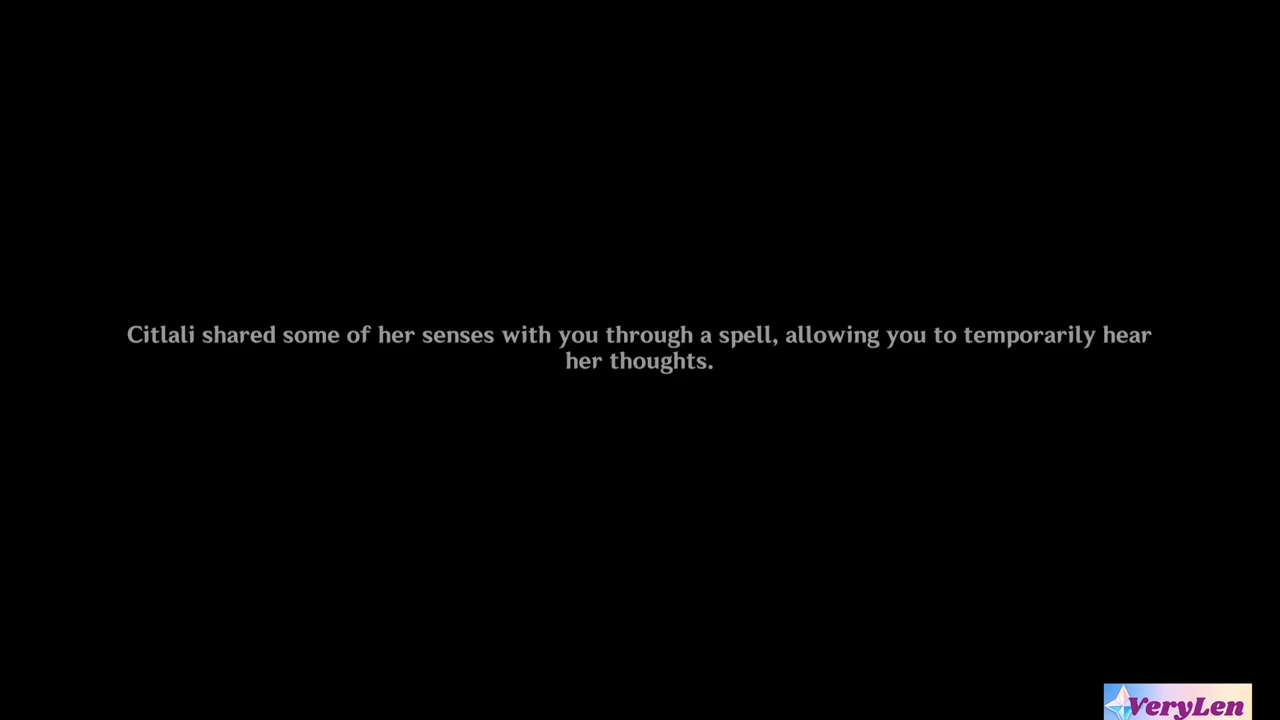 Citlali shared some of her senses with you through a spell, allowing you to temporarily hear
her thoughts.
VeryLen